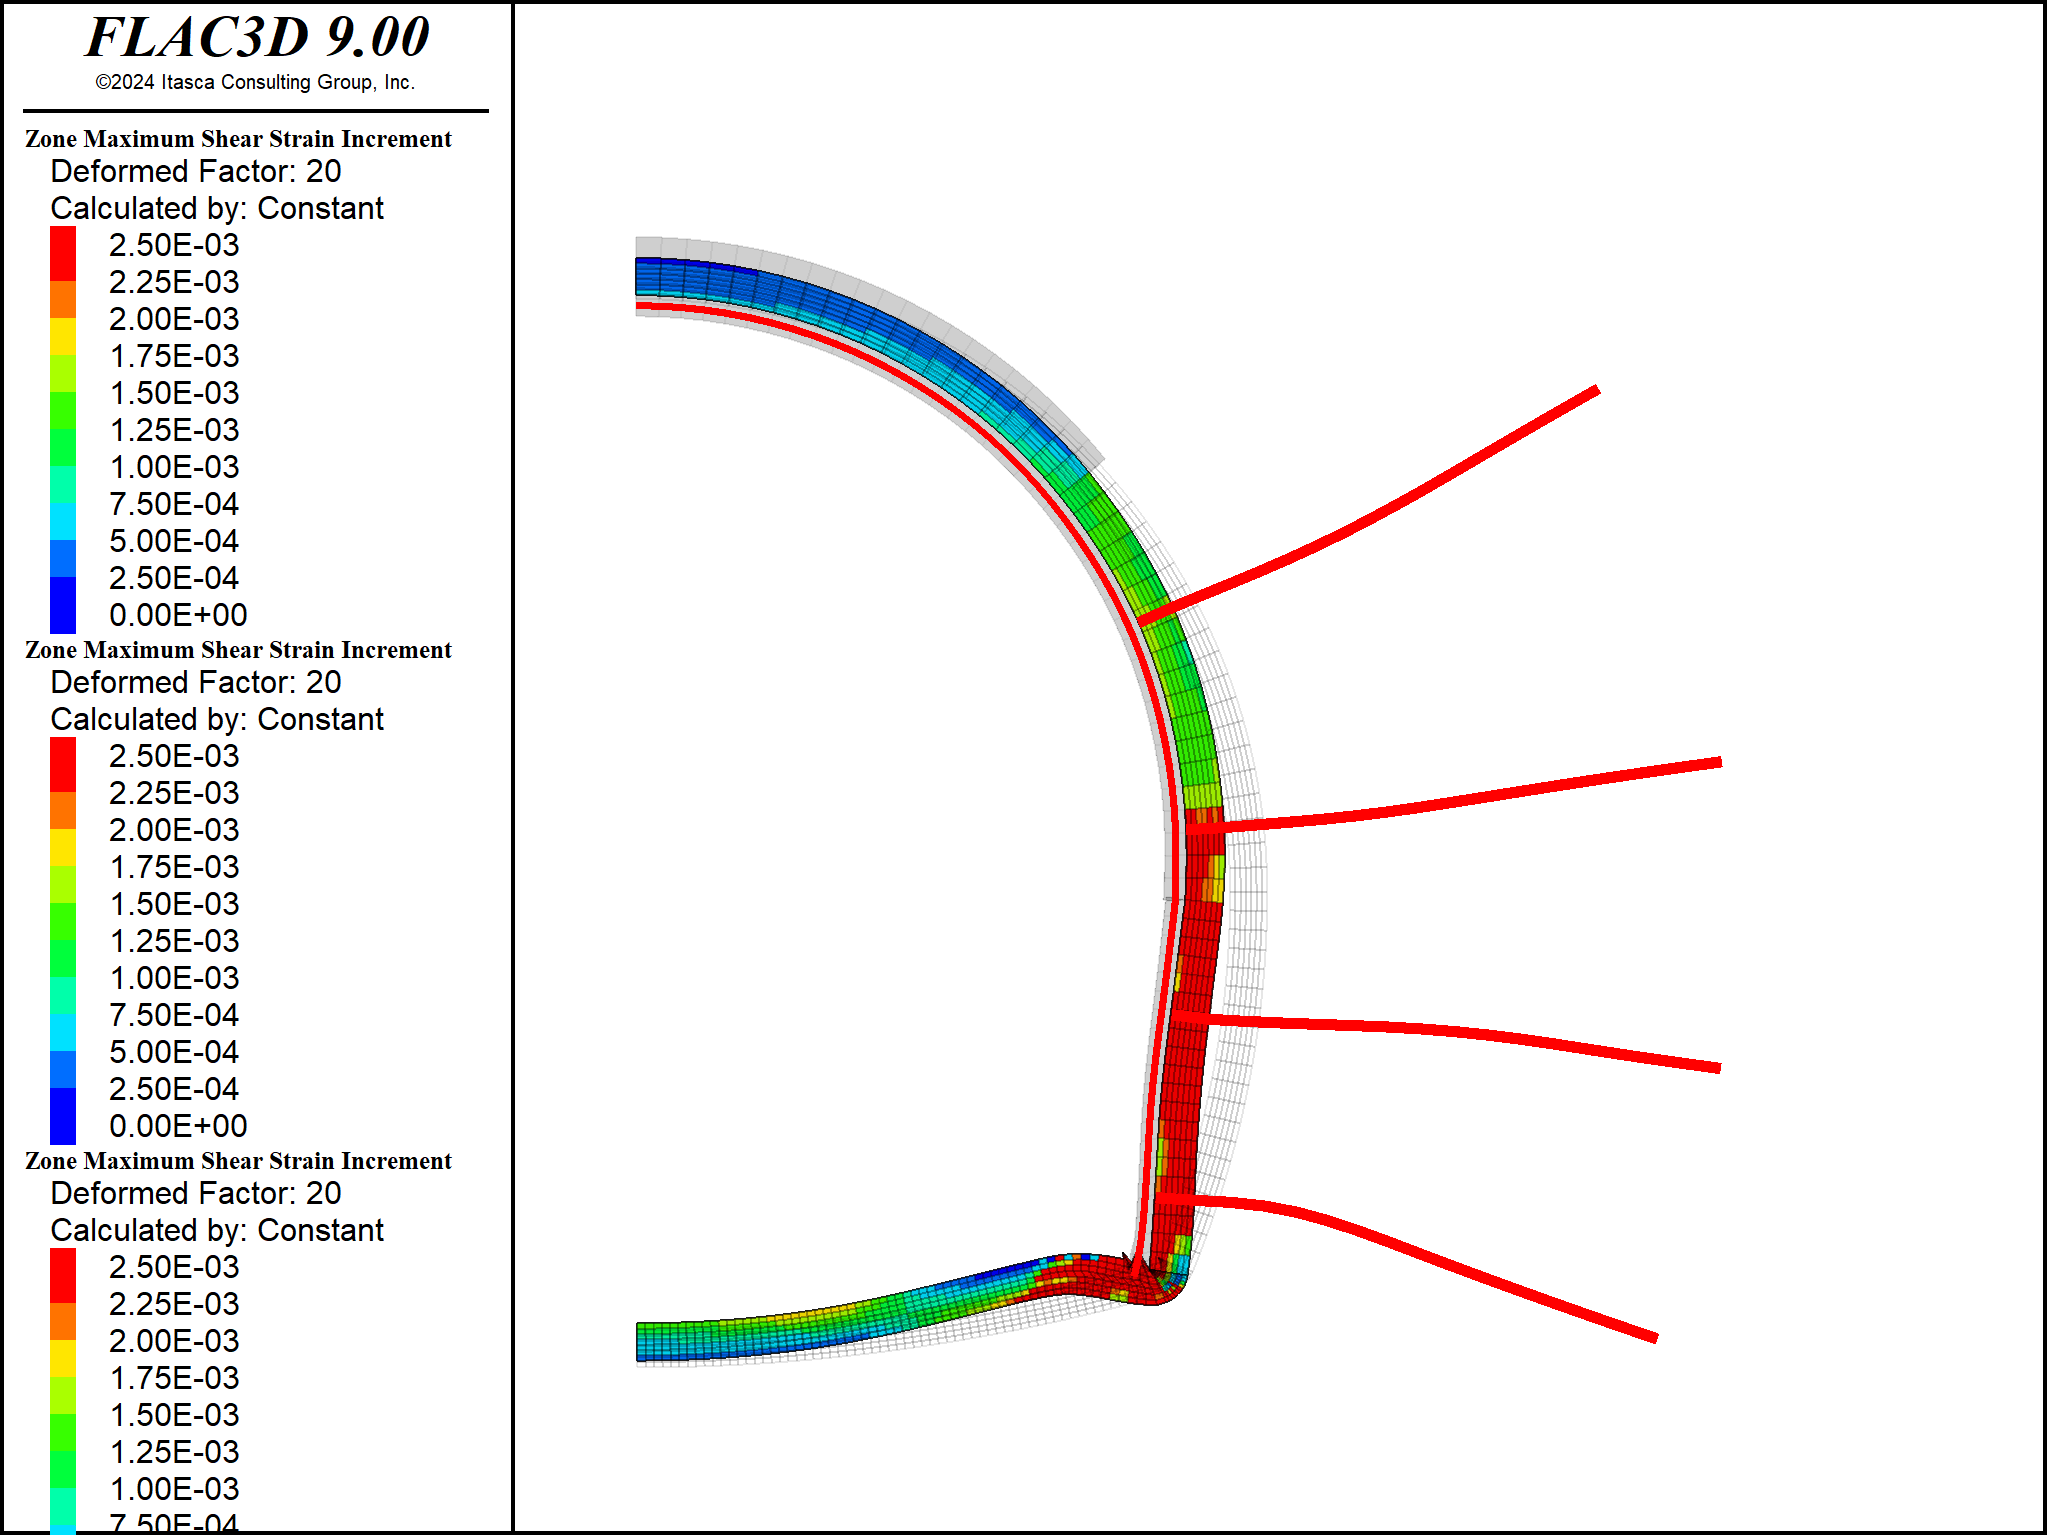 FLAC3D 9.00
©2024 Itasca Consulting Group, Inc.
Zone Maximum Shear Strain Increment
Deformed Factor: 20
Calculated by: Constant
2.50E-03
2.25E-03
2.00E-03
1.75E-03
1.50E-03
1.25E-03
1.00E-03
7.50E-04
5.00E-04
2.50E-04
0.00E+00
Zone Maximum Shear Strain Increment
Deformed Factor: 20
Calculated by: Constant
2.50E-03
2.25E-03
2.00E-03
1.75E-03
1.50E-03
1.25E-03
1.00E-03
7.50E-04
5.00E-04
2.50E-04
0.00E+00
Zone Maximum Shear Strain Increment
Deformed Factor: 20
Calculated by: Constant
2.50E-03
2.25E-03
2.00E-03
1.75E-03
1.50E-03
1.25E-03
1.00E-03
7.50E-04